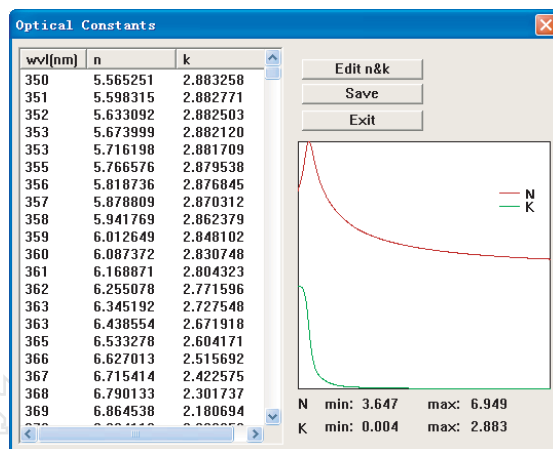 Optical Constants
wvl(nm) n k
350 5.565251 2.883258
351 5.598315 2.882771
352 5.633092 2.882503
353 5.673999 2.882120
353 5.716198 2.881709
355 5.766576 2.879538
356 5.818736 2.876845
357 5.878809 2.870312
358 5.941769 2.862379
359 6.012649 2.848102
360 6.087372 2.830748
361 6.168871 2.804323
362 6.255078 2.771596
363 6.345192 2.727548
363 6.438554 2.671918
365 6.533278 2.604171
366 6.627013 2.515692
367 6.715414 2.422575
368 6.790133 2.301737
369 6.864538 2.180694
Edit n&k
Save
Exit
N
K
N min: 3.647 max: 6.949
K min: 0.004 max: 2.883